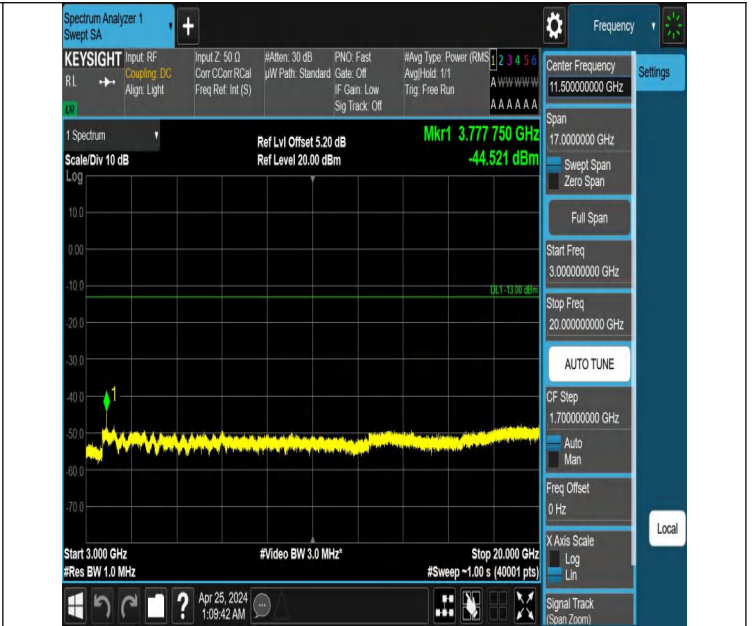 Spectrum Analyzer 1
Swept SA
+
Frequency
KEYSIGHT
RL
Input: RF
Coupling: DC
Align: Light
Input Z: 50 Ω
Corr CCorr RCal
Freq Ref: Int (S)
#Atten: 30 dB
µW Path: Standard
PNO: Fast
Gate: Off
IF Gain: Low
Sig Track: Off
#Avg Type: Power (RMS
Avg|Hold: 1/1
Trig: Free Run
1 2 3 4 5 6
A W W W W W
A A A A A A
1 Spectrum
Scale/Div 10 dB
Log
Ref Lvl Offset 5.20 dB
Ref Level 20.00 dBm
Mkr1 3.777 750 GHz
-44.521 dBm
10.0
0.00
-10.0
DL1 -13.00 dBm
-20.0
-30.0
-40.0
1
-50.0
-60.0
-70.0
Start 3.000 GHz
#Video BW 3.0 MHz*
Stop 20.000 GHz
#Res BW 1.0 MHz
#Sweep ~1.00 s (40001 pts)
?
Apr 25, 2024
1:09:42 AM
Center Frequency
11.500000000 GHz
Settings
Span
17.0000000 GHz
Swept Span
Zero Span
Full Span
Start Freq
3.000000000 GHz
Stop Freq
20.000000000 GHz
AUTO TUNE
CF Step
1.700000000 GHz
Auto
Man
Freq Offset
0 Hz
X Axis Scale
Log
Lin
Local
Signal Track
(Span Zoom)